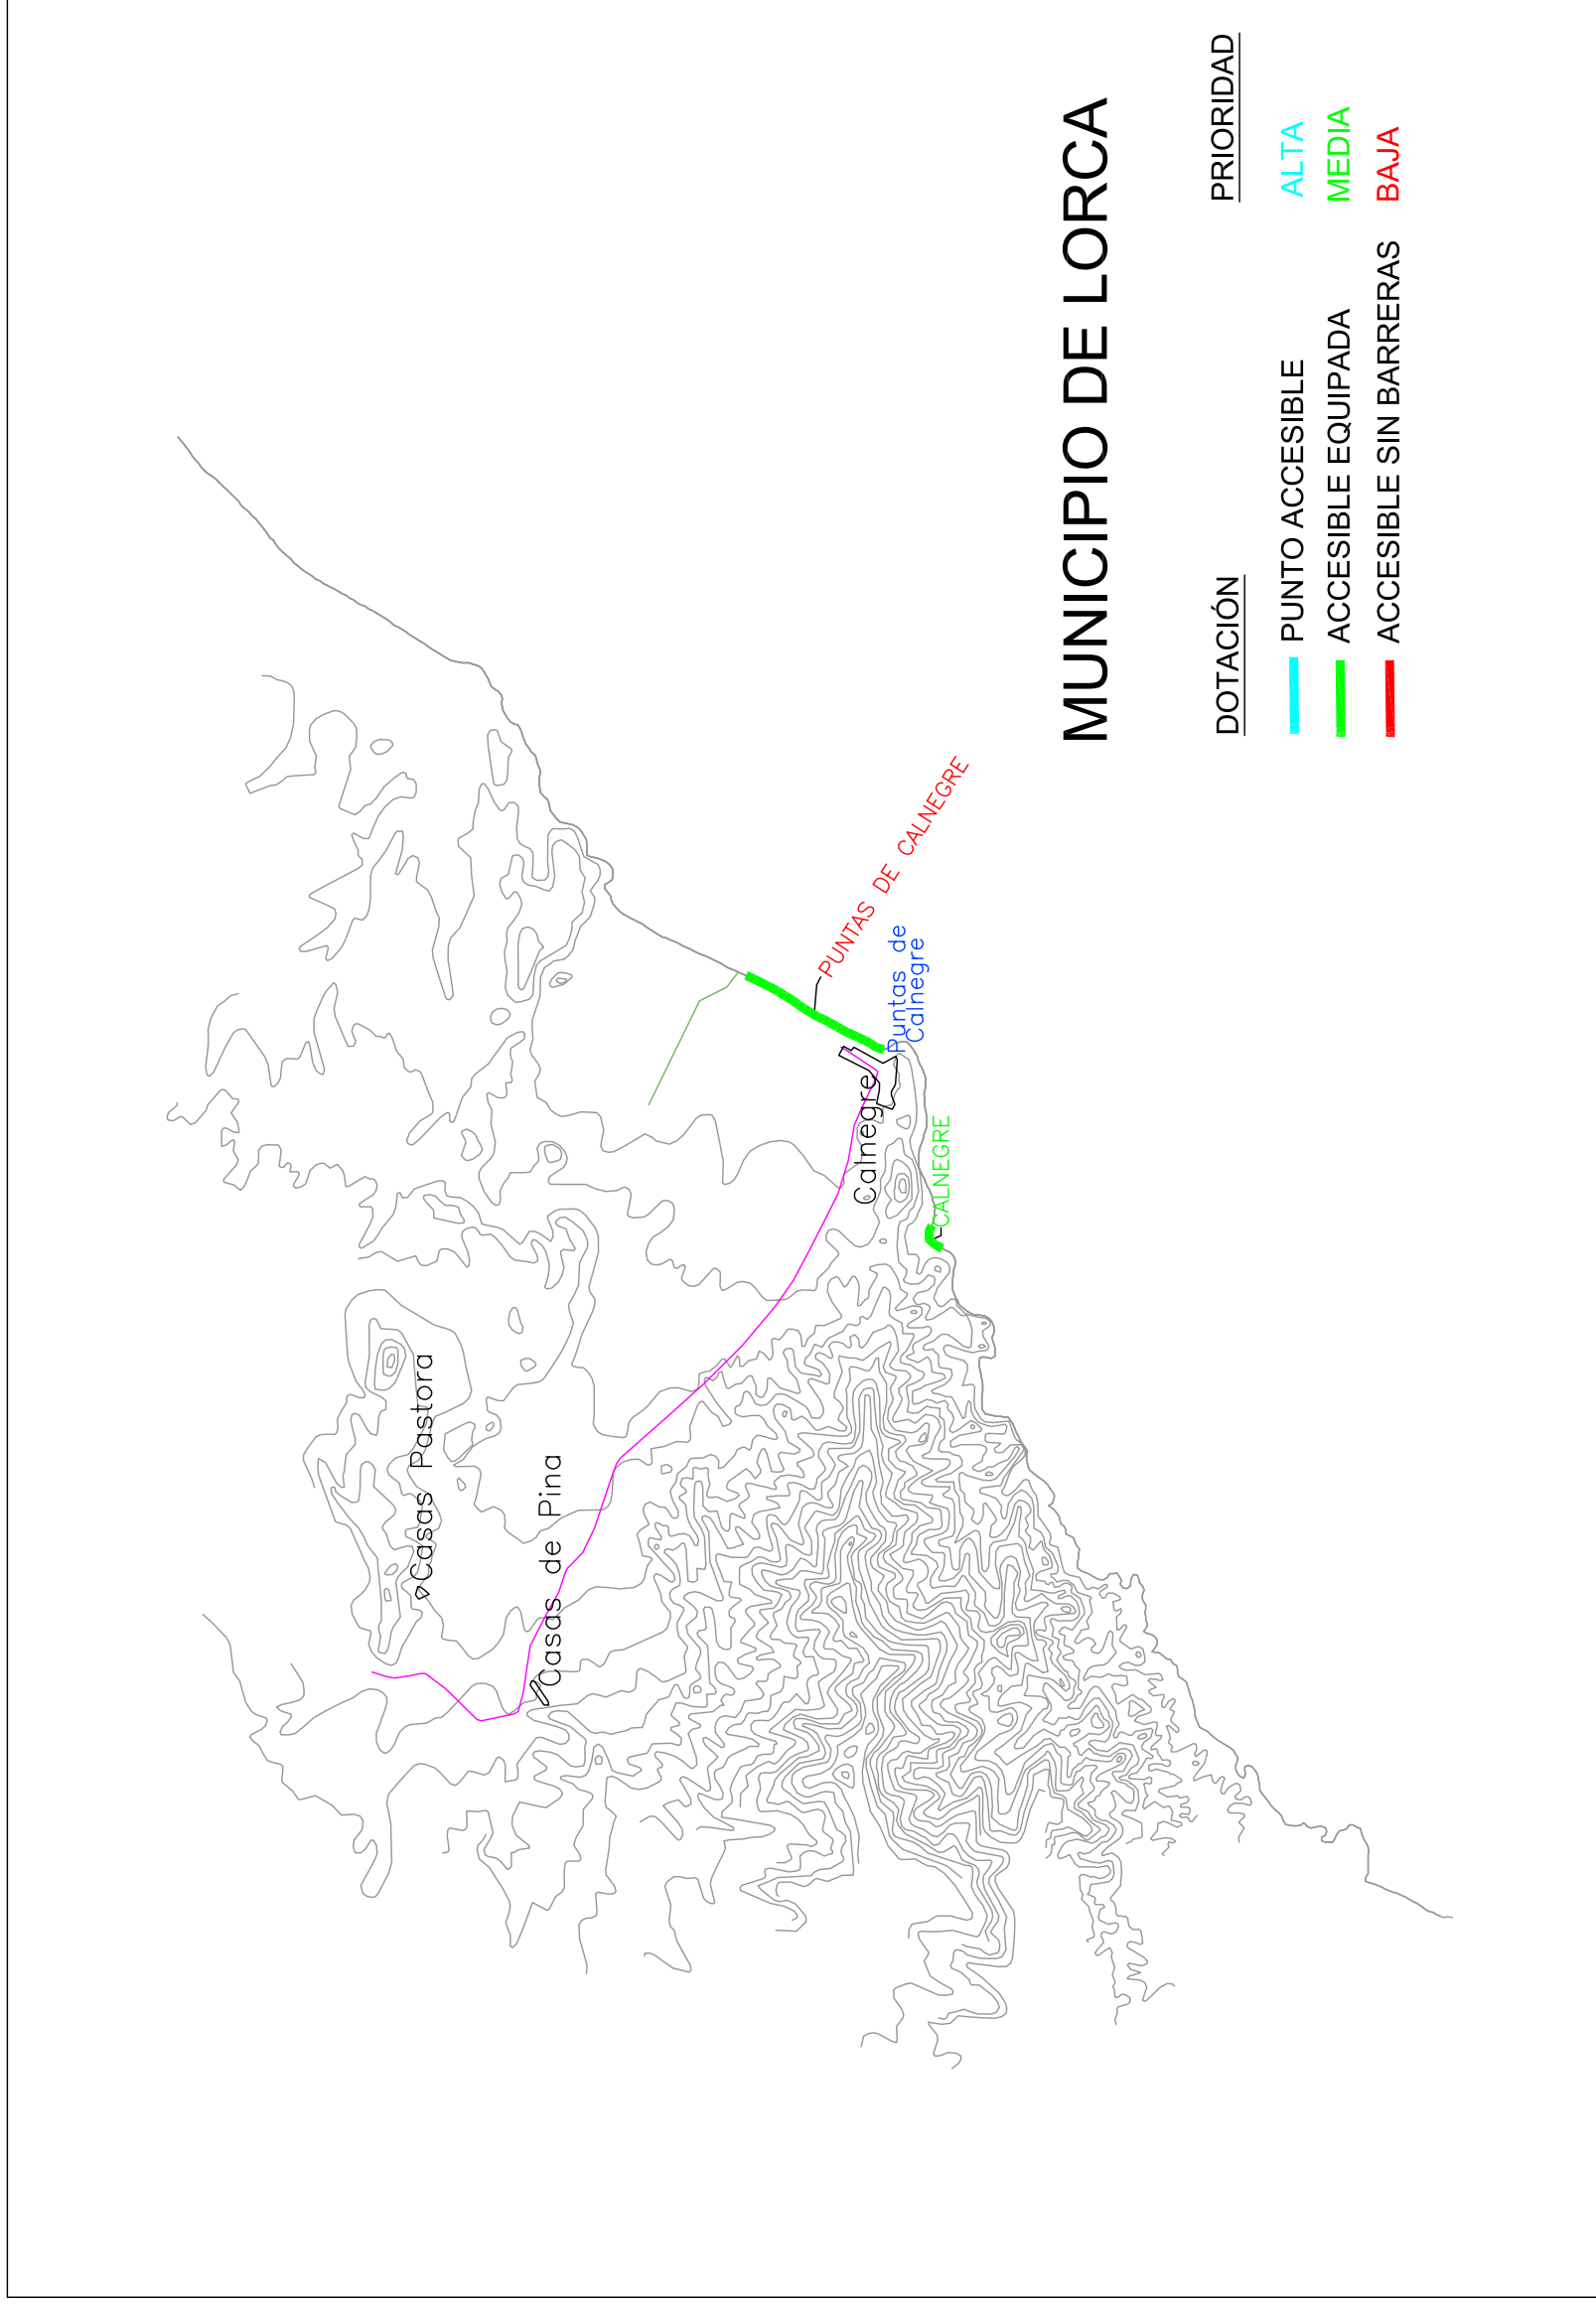 MUNICIPIO DE LORCA
DOTACIÓN
PRIORIDAD
PUNTO ACCESIBLE
ALTA
ACCESIBLE EQUIPADA
MEDIA
ACCESIBLE SIN BARRERAS
BAJA
Casas Pastora
Casas de Pina
Calnegre
PUNTAS DE CALNEGRE
Puntas de
Calnegre
CALNEGRE